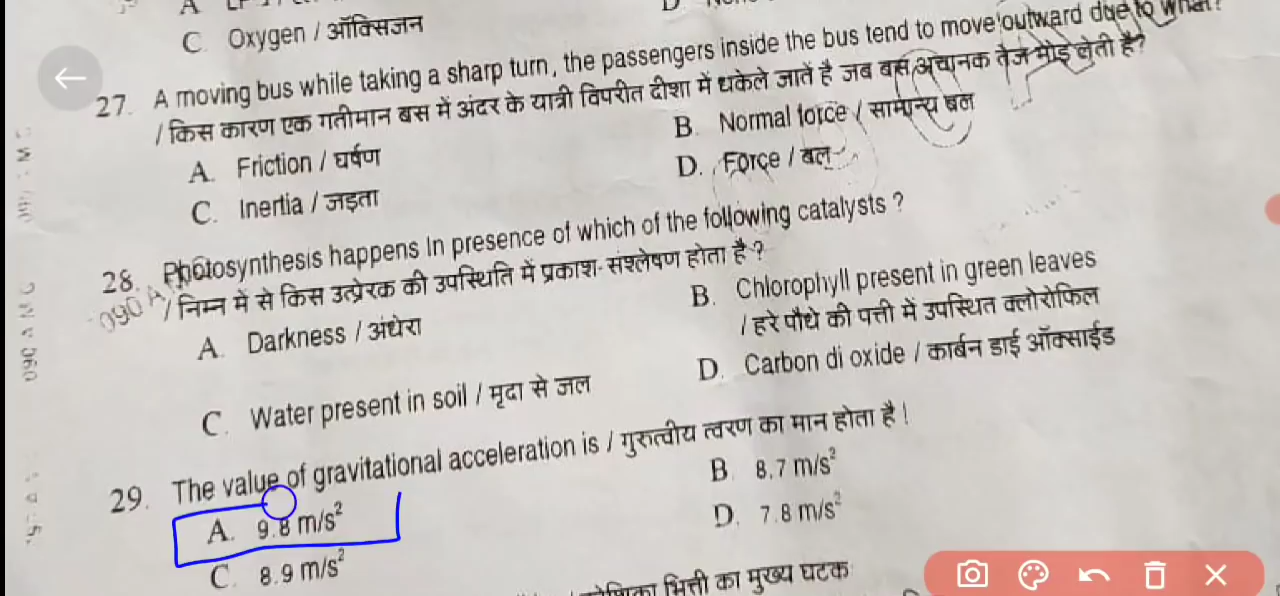 A
C. Oxygen / ऑक्सिजन
27. A moving bus while taking a sharp turn, the passengers inside the bus tend to move outward due to what?
/ किस कारण एक गतीमान बस में अंदर के यात्री विपरीत दीशा में धकेले जातें है जब बस अचानक तेज मोड़ लेती है?
A. Friction / घर्षण
B. Normal force / सामान्य बल
C. Inertia / जड़ता
D. Force / बल
28. Photosynthesis happens In presence of which of the following catalysts ?
/ निम्न में से किस उत्प्रेरक की उपस्थिति में प्रकाश-संश्लेषण होता है ?
A. Darkness / अंधेरा
B. Chlorophyll present in green leaves
/ हरे पौधे की पत्ती में उपस्थित क्लोरोफिल
C. Water present in soil / मृदा से जल
D. Carbon di oxide / कार्बन डाई ऑक्साईड
29. The value of gravitational acceleration is / गुरुत्वीय त्वरण का मान होता है !
A. 9.8 m/s²
B. 8.7 m/s²
C. 8.9 m/s²
D. 7.8 m/s²
भित्ती का मुख्य घटक